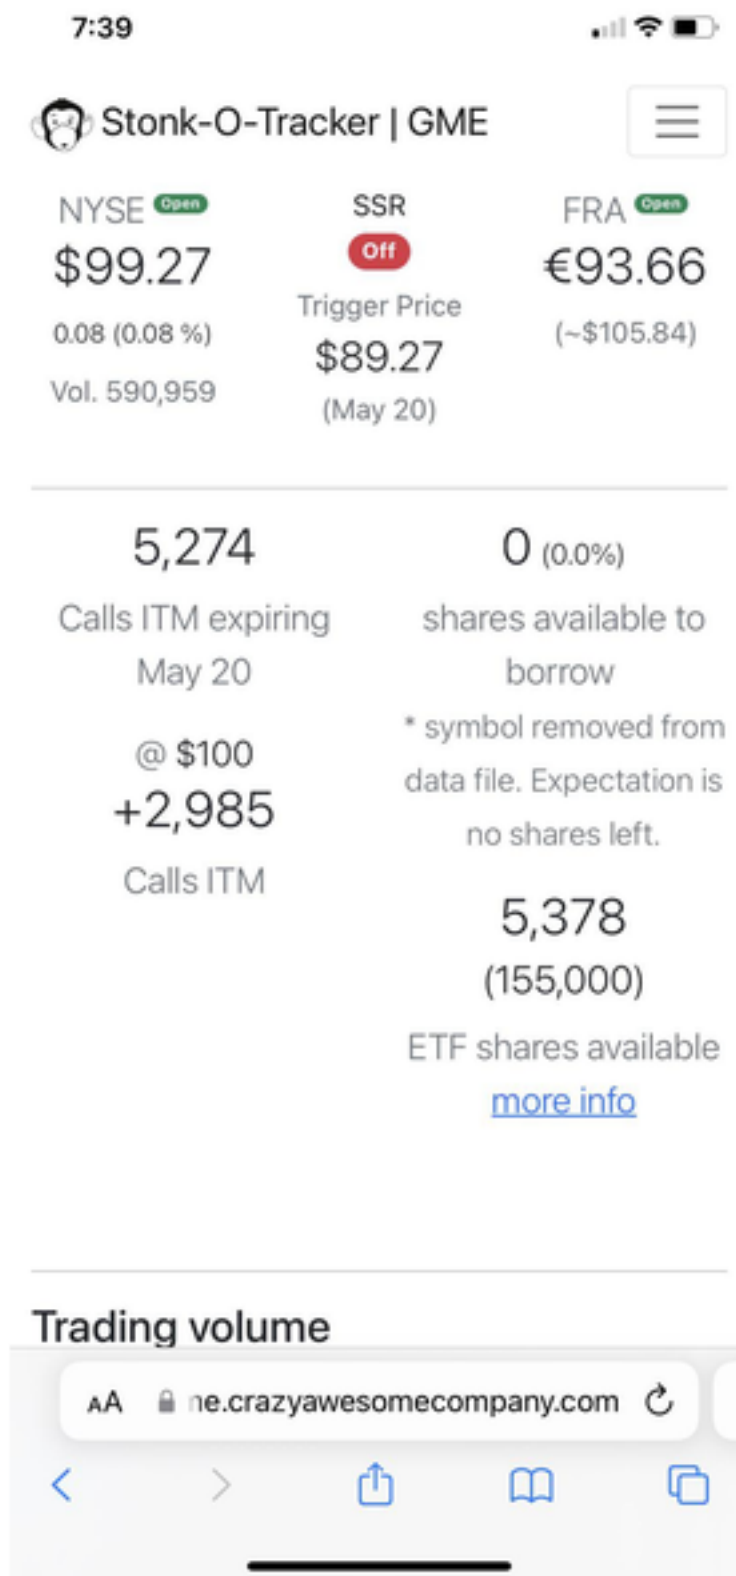 7:39
Stonk-O-Tracker | GME
NYSE Open
$99.27
0.08 (0.08 %)
Vol. 590,959
SSR
Off
Trigger Price
$89.27
(May 20)
FRA Open
€93.66
(~$105.84)
5,274
Calls ITM expiring
May 20
@ $100
+2,985
Calls ITM
0 (0.0%)
shares available to
borrow
* symbol removed from
data file. Expectation is
no shares left.
5,378
(155,000)
ETF shares available
more info
Trading volume
AA ne.crazyawesomecompany.com